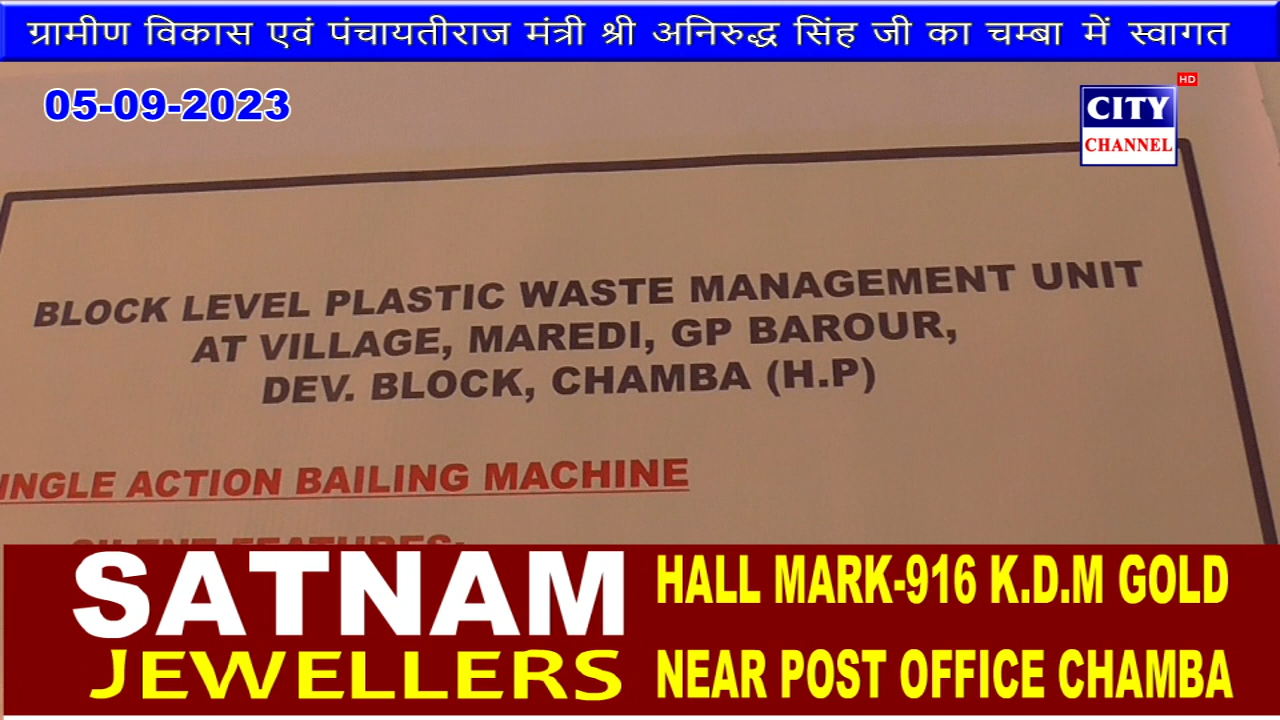 ग्रामीण विकास एवं पंचायतीराज मंत्री श्री अनिरुद्ध सिंह जी का चम्बा में स्वागत
05-09-2023
HD
CITY
CHANNEL
BLOCK LEVEL PLASTIC WASTE MANAGEMENT UNIT
AT VILLAGE, MAREDI, GP BAROUR,
DEV. BLOCK, CHAMBA (H.P)
INGLE ACTION BAILING MACHINE
SILENT FEATURES:
SATNAM
JEWELLERS
HALL MARK-916 K.D.M GOLD
NEAR POST OFFICE CHAMBA